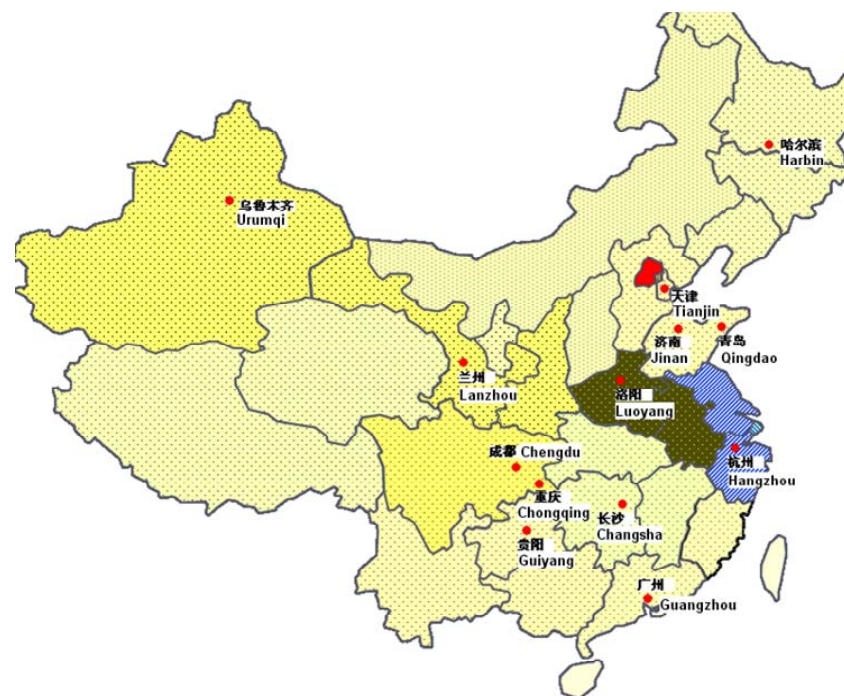 哈尔滨
Harbin
乌鲁木齐
Urumqi
天津
Tianjin
济南
Jinan
青岛
Qingdao
兰州
Lanzhou
洛阳
Luoyang
成都 Chengdu
杭州
Hangzhou
重庆
Chongqing
长沙
Changsha
贵阳
Guiyang
广州
Guangzhou